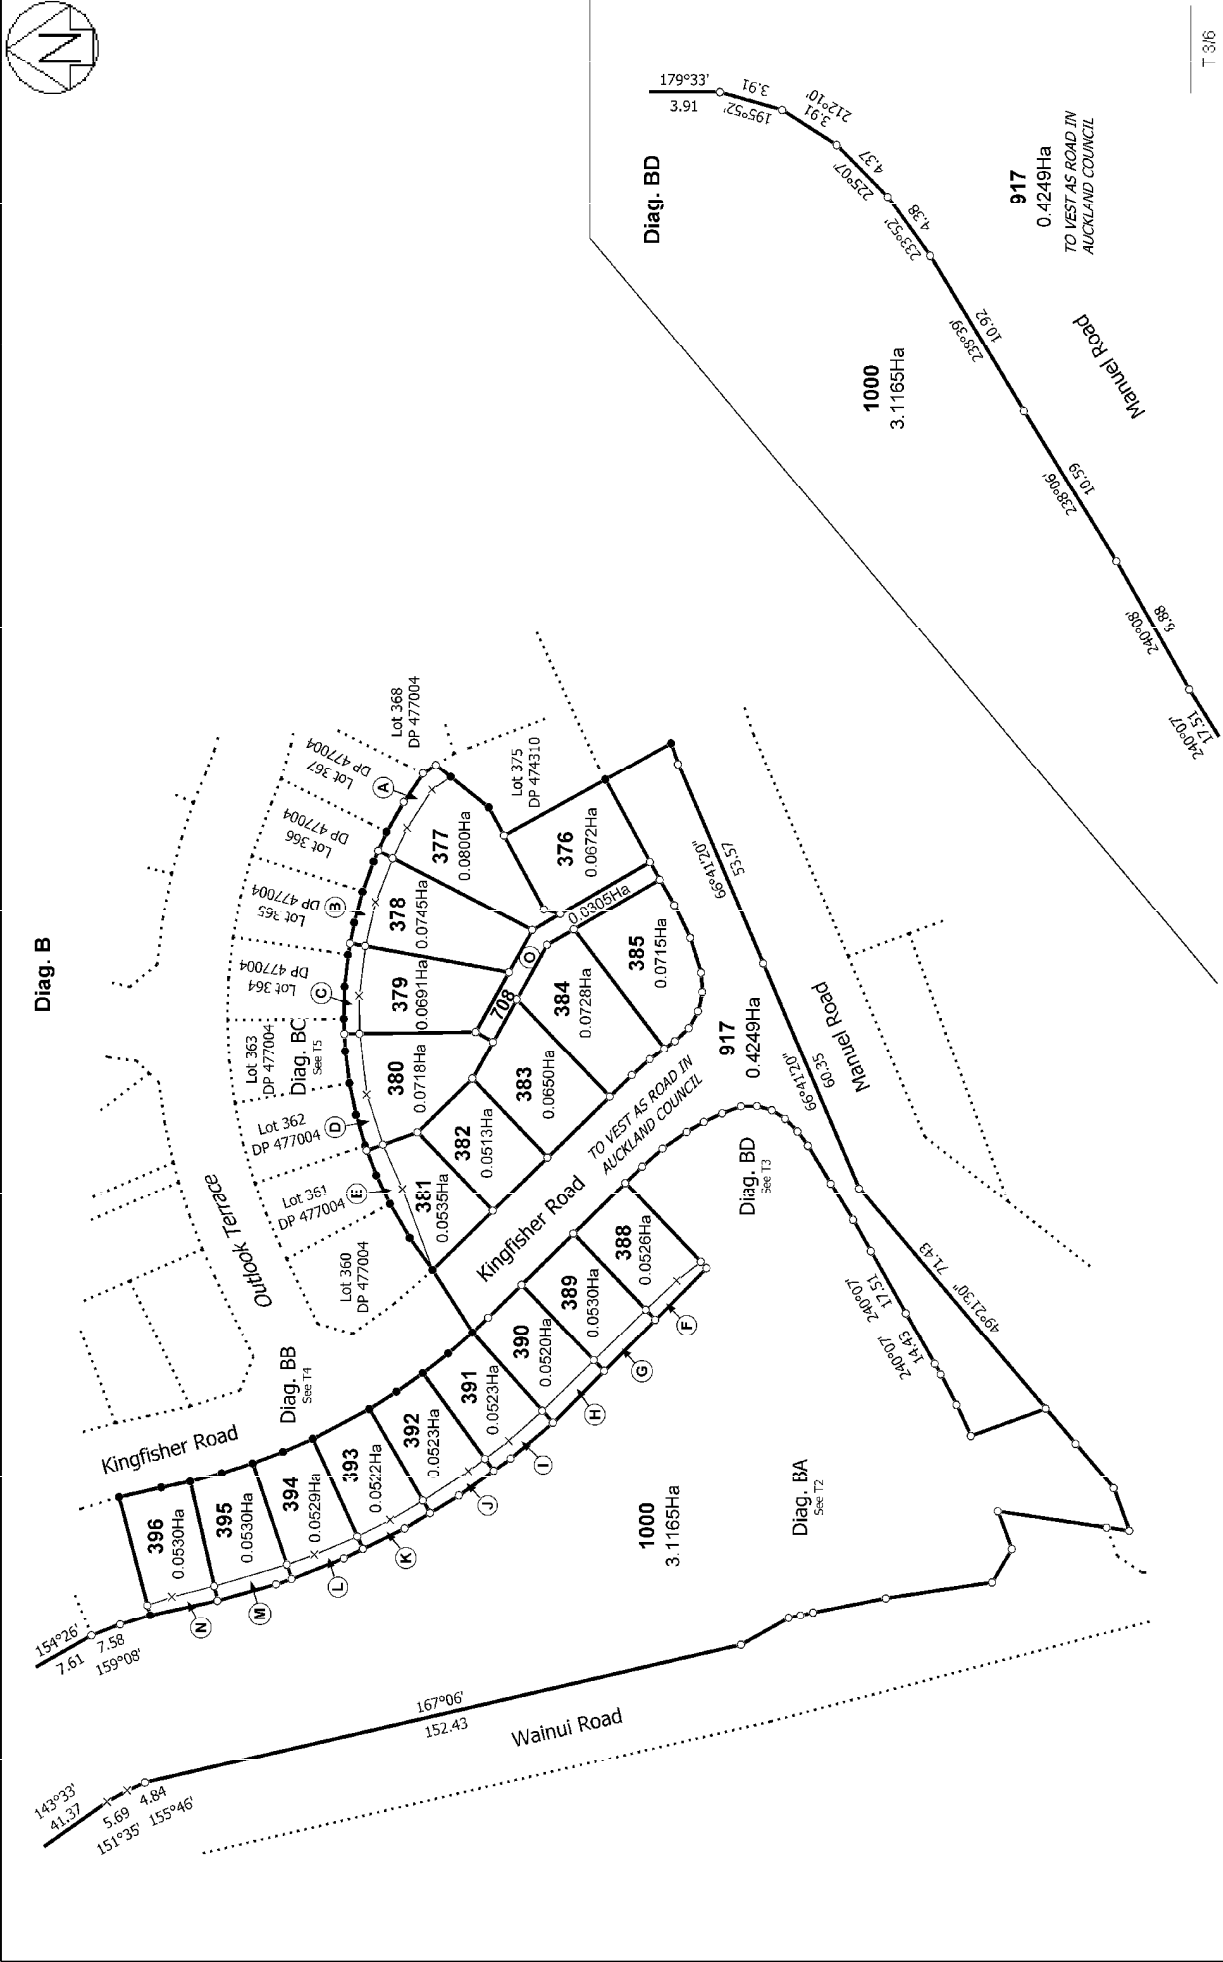 N
Diag. B
Diag. BD
179°33'
3.91
195°52'
3.91
212°10'
3.91
225°07'
4.37
233°52'
4.38
238°39'
10.92
238°06'
10.59
240°08'
6.88
240°07'
17.51
1000
3.1165Ha
917
0.4249Ha
TO VEST AS ROAD IN
AUCKLAND COUNCIL
Manuel Road
T 3/6
Lot 368
DP 477004
Lot 367
DP 477004
Lot 366
DP 477004
Lot 365
DP 477004
Lot 364
DP 477004
Lot 363
DP 477004
Lot 362
DP 477004
Lot 361
DP 477004
Lot 360
DP 477004
Lot 375
DP 474310
A
B
C
D
E
Diag. BC
See T5
Outlook Terrace
376
0.0672Ha
377
0.0800Ha
378
0.0745Ha
379
0.0691Ha
380
0.0718Ha
381
0.0535Ha
382
0.0513Ha
383
0.0650Ha
384
0.0728Ha
385
0.0715Ha
708
O
0.0305Ha
66°41'20"
53.57
66°41'20"
60.35
49°21'30"
71.43
Manuel Road
917
0.4249Ha
TO VEST AS ROAD IN
AUCKLAND COUNCIL
Kingfisher Road
Diag. BD
See T3
240°07'
17.51
240°07'
14.45
388
0.0526Ha
389
0.0530Ha
390
0.0520Ha
391
0.0523Ha
392
0.0523Ha
393
0.0522Ha
394
0.0529Ha
395
0.0530Ha
396
0.0530Ha
F
G
H
I
J
K
L
M
N
Diag. BB
See T4
Kingfisher Road
1000
3.1165Ha
Diag. BA
See T2
154°26'
7.61
7.58
159°08'
167°06'
152.43
Wainui Road
143°33'
41.37
5.69
151°35'
4.84
155°46'